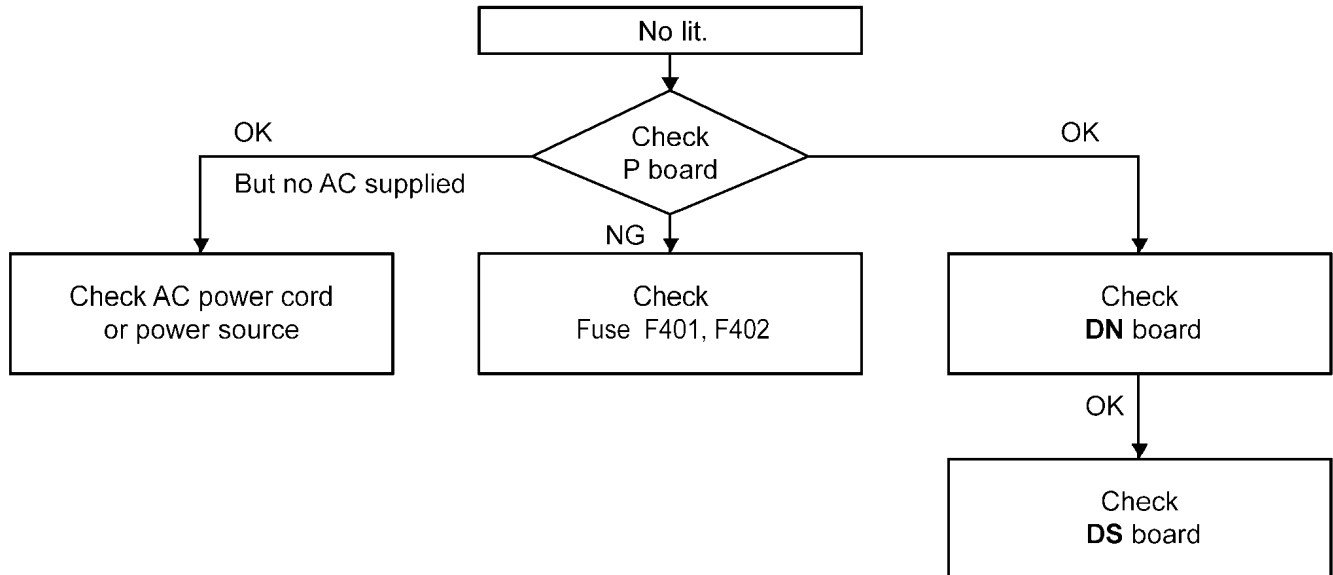 No lit.
Check
P board
OK
But no AC supplied
OK
NG
Check AC power cord
or power source
Check
Fuse F401, F402
Check
DN board
OK
Check
DS board